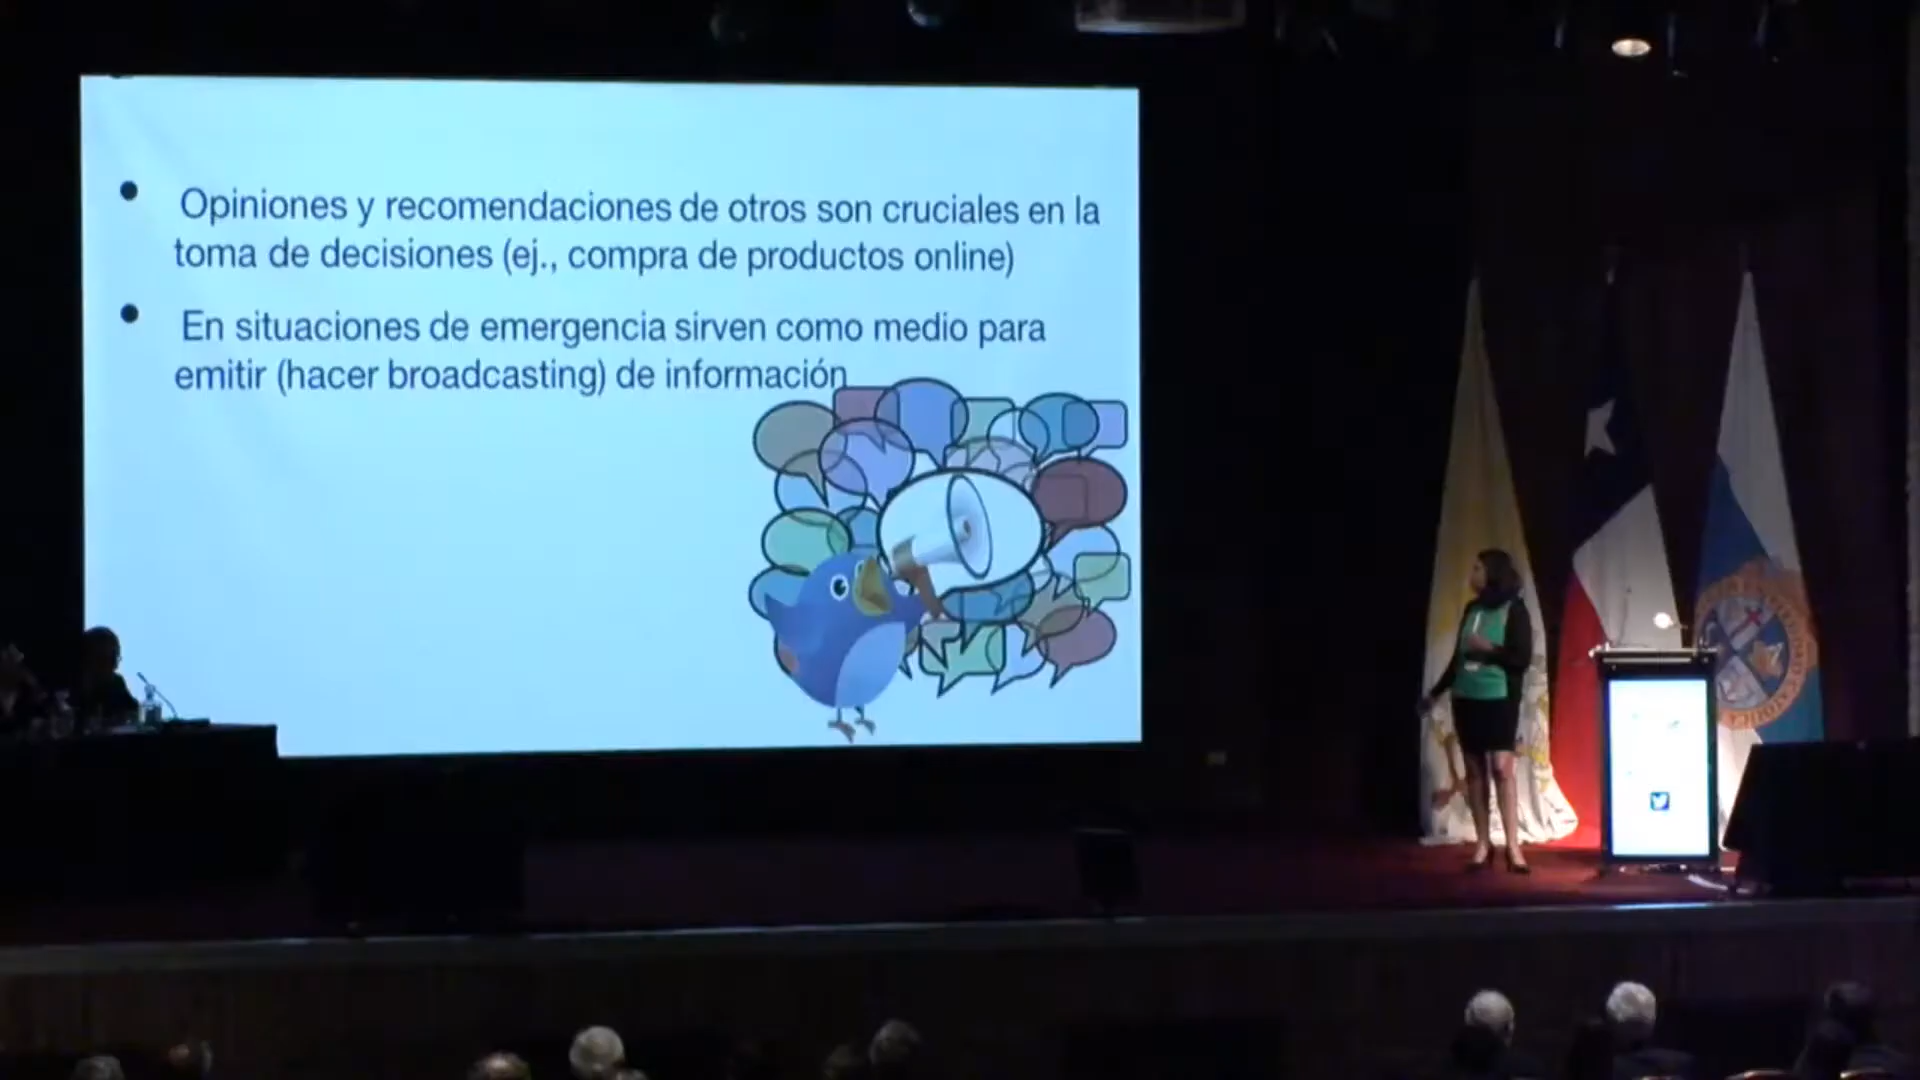 • Opiniones y recomendaciones de otros son cruciales en la
toma de decisiones (ej., compra de productos online)
• En situaciones de emergencia sirven como medio para
emitir (hacer broadcasting) de información